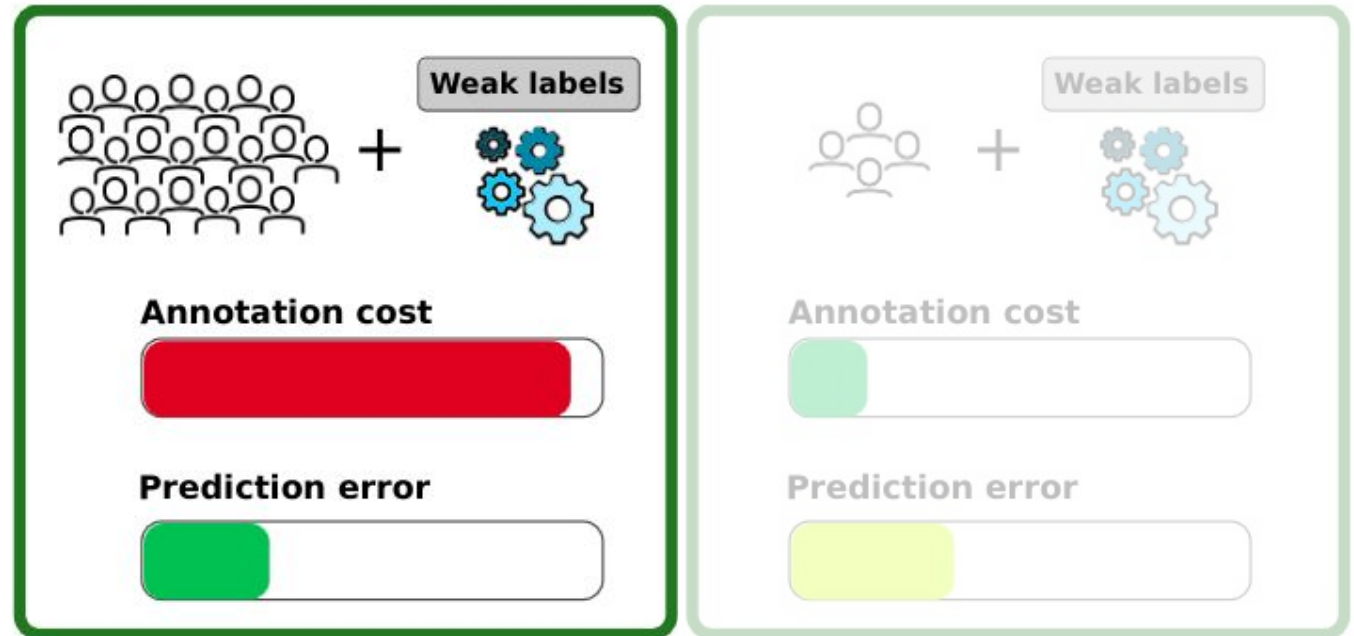 Weak labels
+
Annotation cost
Prediction error
Weak labels
+
Annotation cost
Prediction error